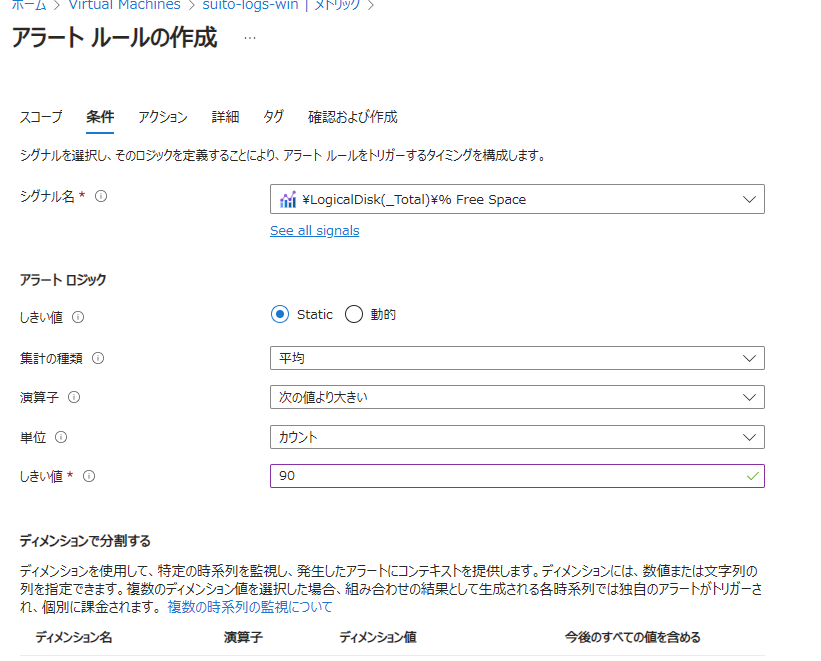 ホーム > Virtual Machines > suito-logs-win | メトリック >
アラート ルールの作成 ...
スコープ 条件 アクション 詳細 タグ 確認および作成
シグナルを選択し、そのロジックを定義することにより、アラート ルールをトリガーするタイミングを構成します。
シグナル名 * ¥LogicalDisk(_Total)¥% Free Space
See all signals
アラート ロジック
しきい値 Static 動的
集計の種類 平均
演算子 次の値より大きい
単位 カウント
しきい値 * 90
ディメンションで分割する
ディメンションを使用して、特定の時系列を監視し、発生したアラートにコンテキストを提供します。ディメンションには、数値または文字列の
列を指定できます。複数のディメンション値を選択した場合、組み合わせの結果として生成される各時系列では独自のアラートがトリガーさ
れ、個別に課金されます。 複数の時系列の監視について
ディメンション名 演算子 ディメンション値 今後のすべての値を含める